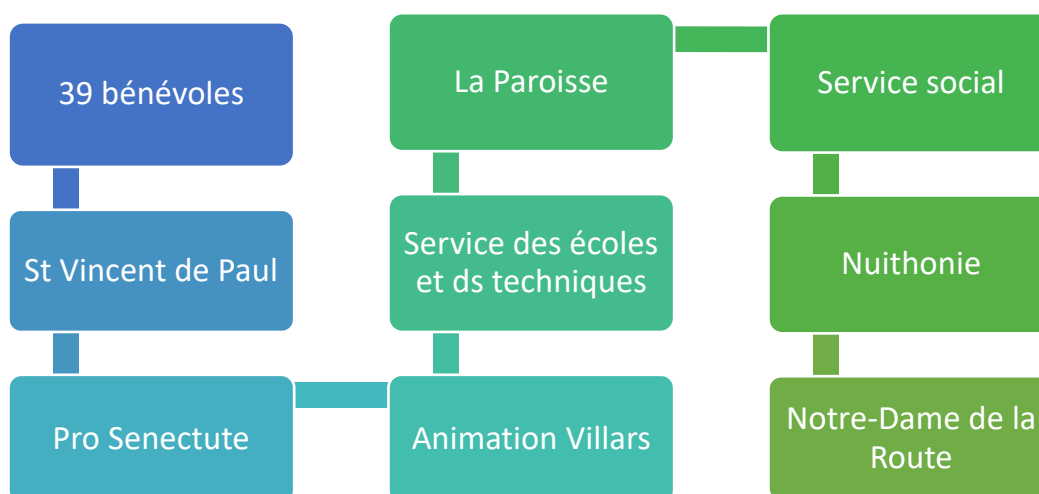 39 bénévoles
St Vincent de Paul
Pro Senectute
Animation Villars
Service des écoles
et ds techniques
La Paroisse
Service social
Nuithonie
Notre-Dame de la
Route